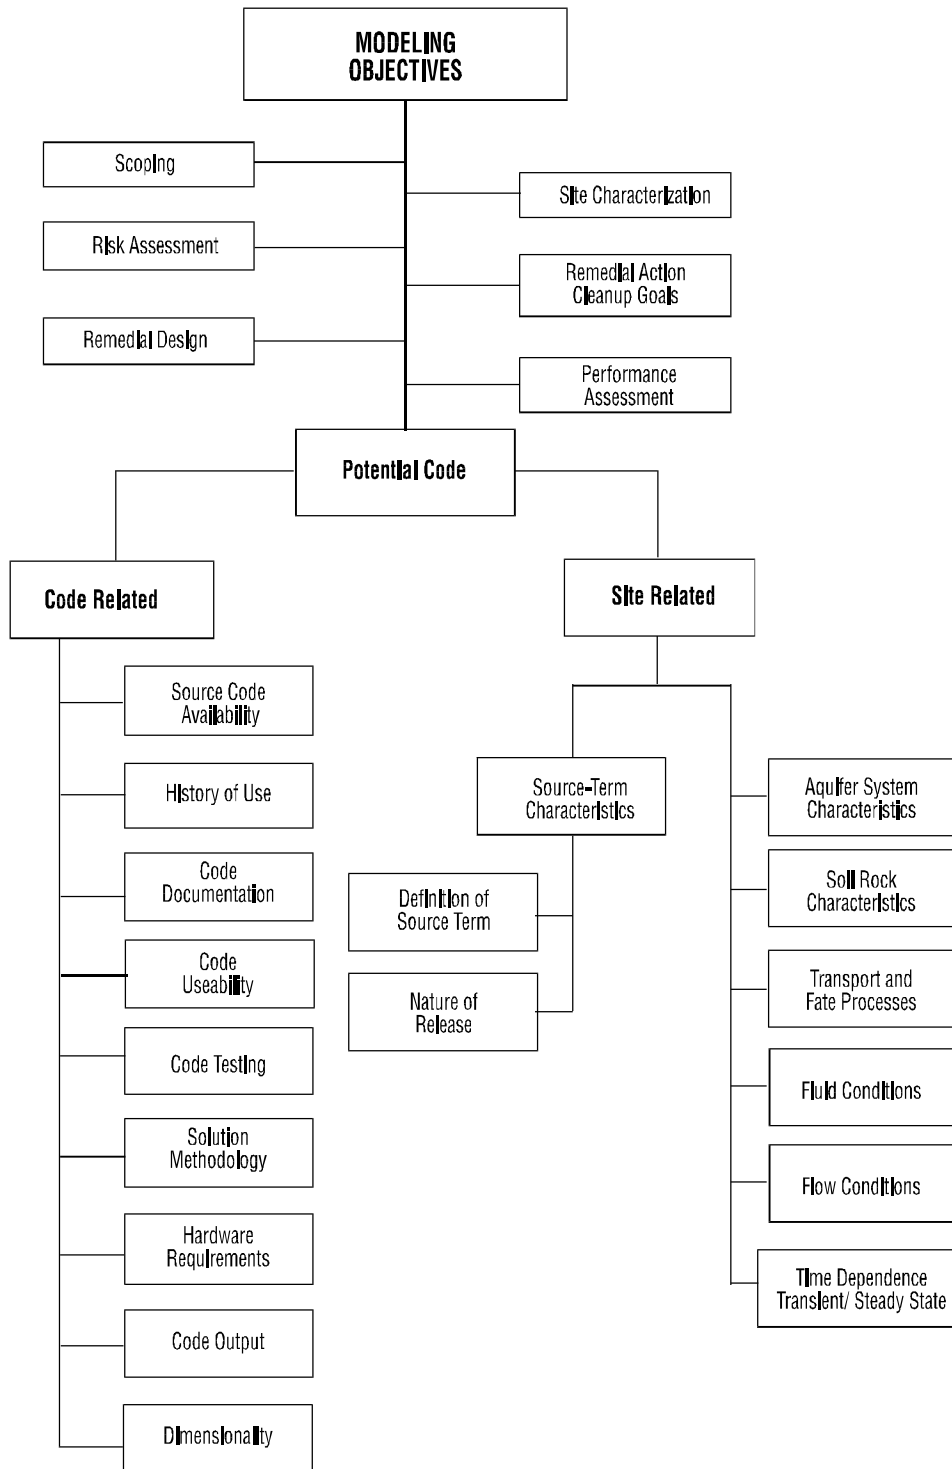 MODELING
OBJECTIVES
Scoping
Site Characterization
Risk Assessment
Remedial Action
Cleanup Goals
Remedial Design
Performance
Assessment
Potential Code
Code Related
Site Related
Source Code
Availability
History of Use
Code
Documentation
Code
Useability
Code Testing
Solution
Methodology
Hardware
Requirements
Code Output
Dimensionality
Source-Term
Characteristics
Definition of
Source Term
Nature of
Release
Aquifer System
Characteristics
Soil Rock
Characteristics
Transport and
Fate Processes
Fluid Conditions
Flow Conditions
Time Dependence
Transient/ Steady State